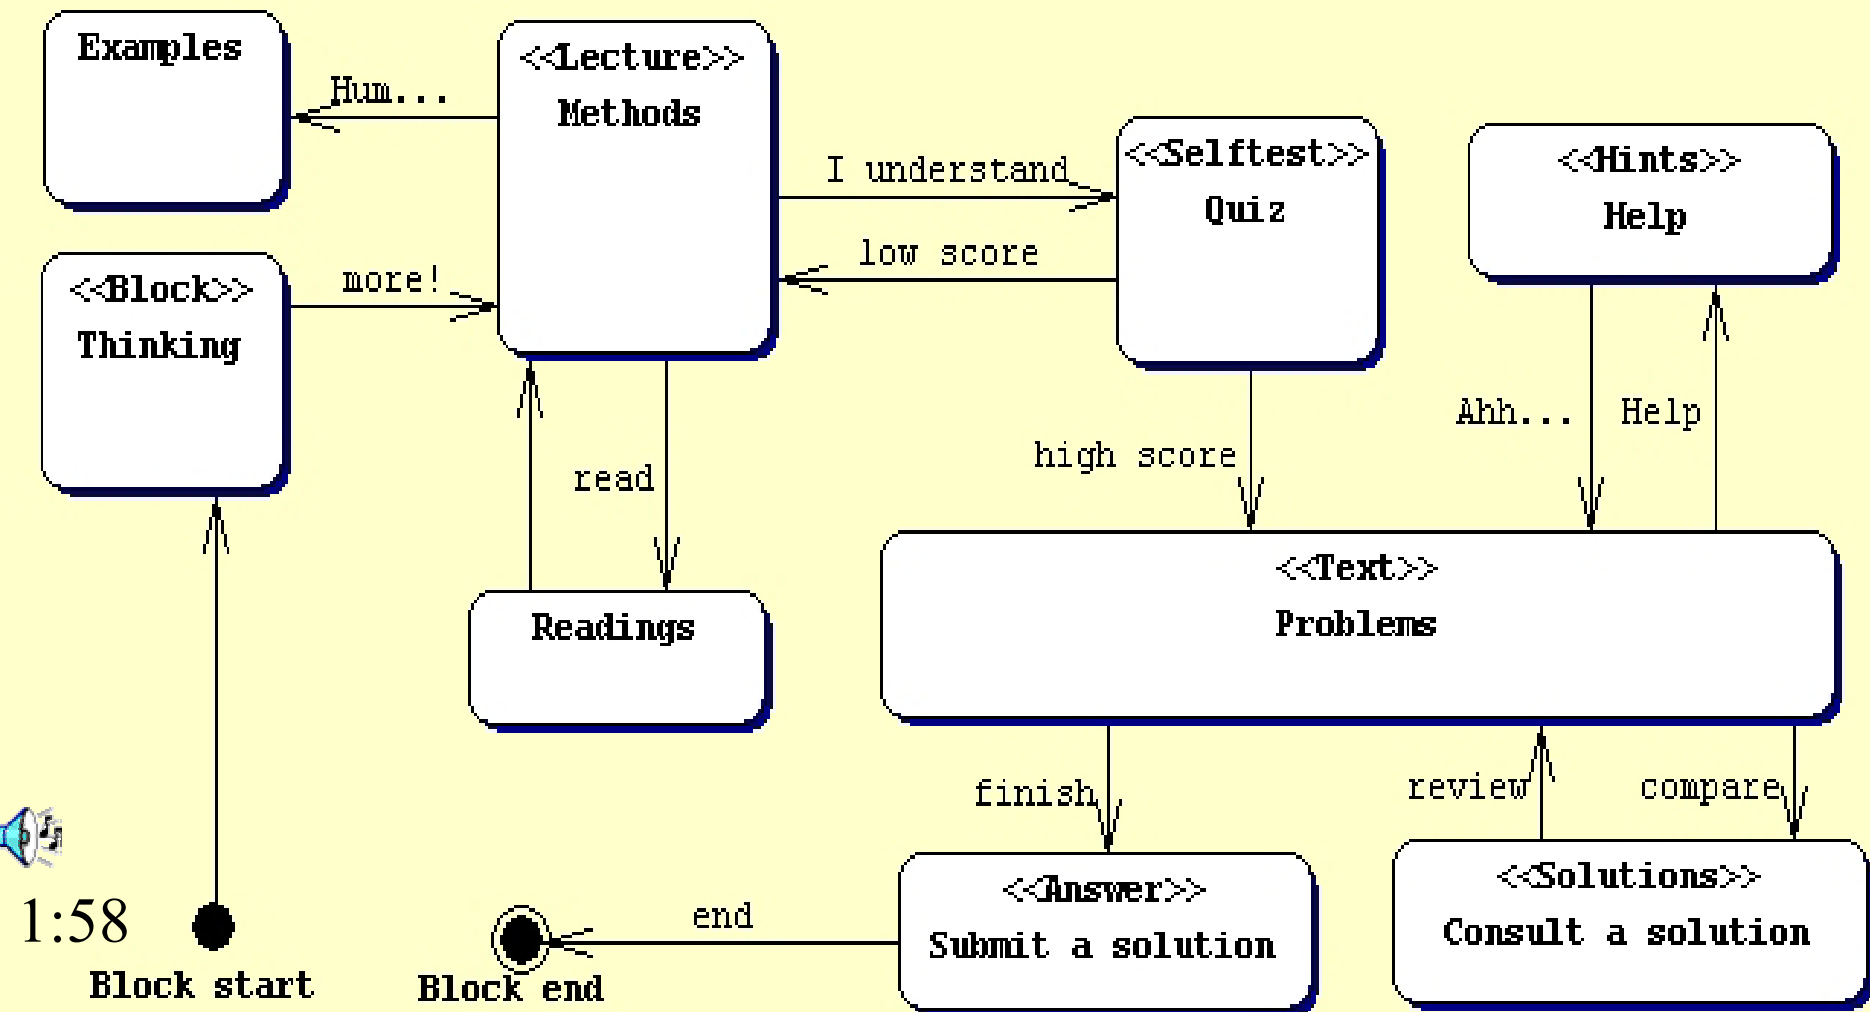 Examples
Hum...
<<Lecture>>
Methods
I understand
<<Selftest>>
Quiz
<<Hints>>
Help
low score
<<Block>>
Thinking
more!
read
high score
Ahh...
Help
Readings
<<Text>>
Problems
finish
review
compare
<<Answer>>
Submit a solution
<<Solutions>>
Consult a solution
end
1:58
Block start
Block end